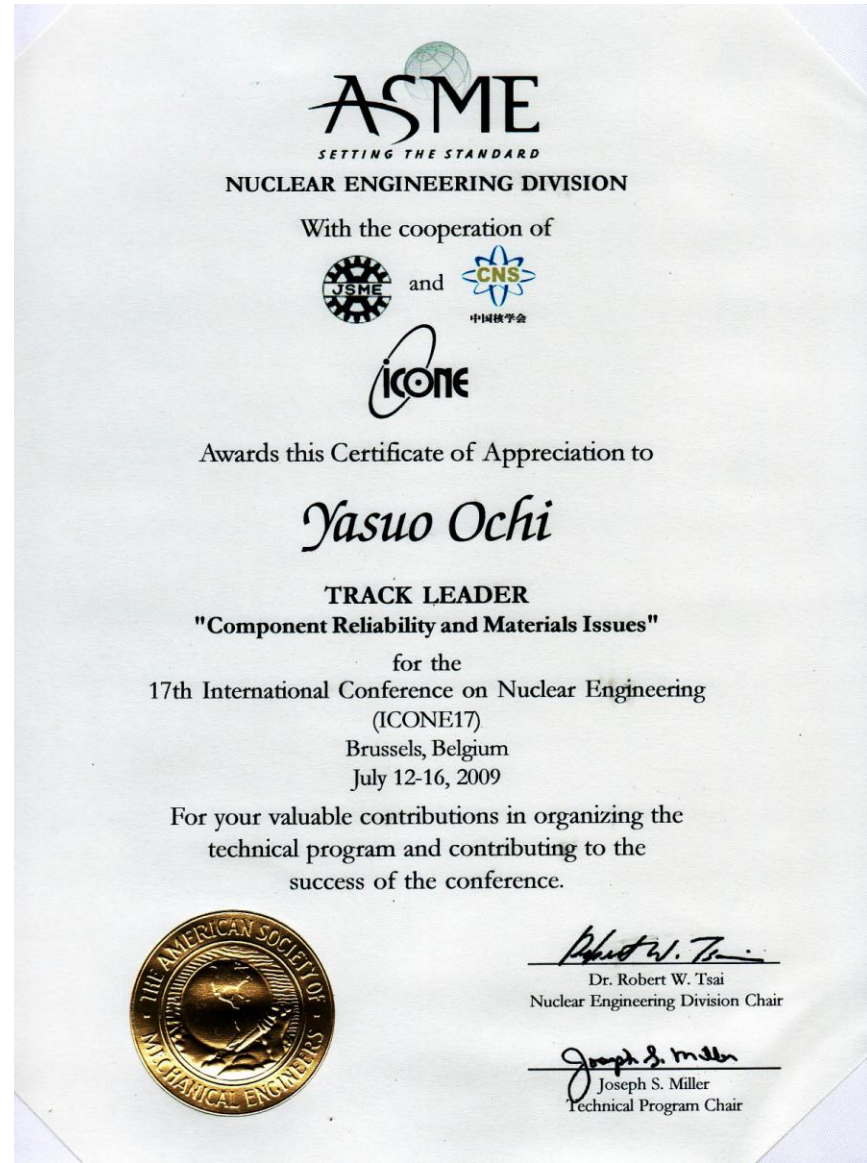 ASME
SETTING THE STANDARD
NUCLEAR ENGINEERING DIVISION
With the cooperation of
JSME and CNS
中国核学会
ICONE
Awards this Certificate of Appreciation to
Yasuo Ochi
TRACK LEADER
"Component Reliability and Materials Issues"
for the
17th International Conference on Nuclear Engineering
(ICONE17)
Brussels, Belgium
July 12-16, 2009
For your valuable contributions in organizing the
technical program and contributing to the
success of the conference.
THE AMERICAN SOCIETY OF
MECHANICAL ENGINEERS
Robert W. Tsai
Dr. Robert W. Tsai
Nuclear Engineering Division Chair
Joseph S. Miller
Joseph S. Miller
Technical Program Chair